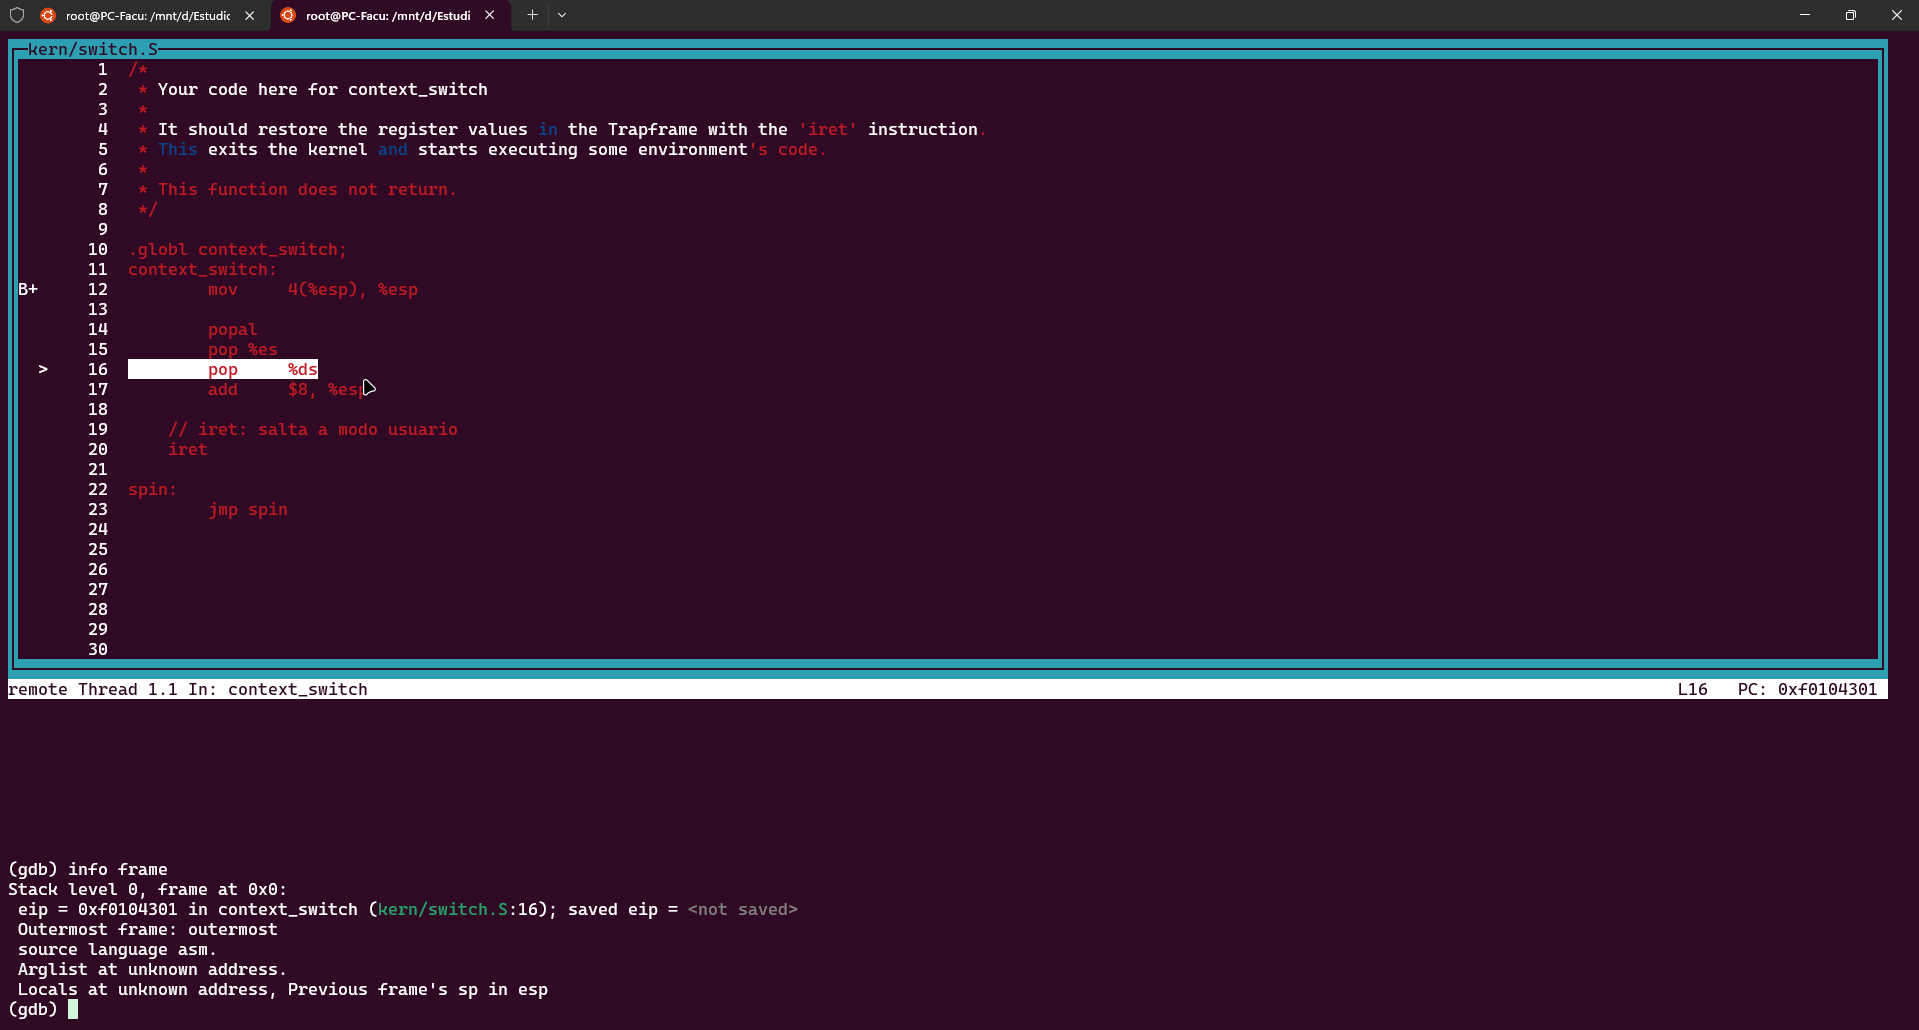 root@PC-Facu: /mnt/d/Estudic
root@PC-Facu: /mnt/d/Estudi
kern/switch.S
1 /*
2 * Your code here for context_switch
3 *
4 * It should restore the register values in the Trapframe with the 'iret' instruction.
5 * This exits the kernel and starts executing some environment's code.
6 *
7 * This function does not return.
8 */
9
10 .globl context_switch;
11 context_switch:
B+ 12 mov 4(%esp), %esp
13
14 popal
15 pop %es
> 16 pop %ds
17 add $8, %esp
18
19 // iret: salta a modo usuario
20 iret
21
22 spin:
23 jmp spin
24
25
26
27
28
29
30
remote Thread 1.1 In: context_switch L16 PC: 0xf0104301
(gdb) info frame
Stack level 0, frame at 0x0:
eip = 0xf0104301 in context_switch (kern/switch.S:16); saved eip = <not saved>
Outermost frame: outermost
source language asm.
Arglist at unknown address.
Locals at unknown address, Previous frame's sp in esp
(gdb)